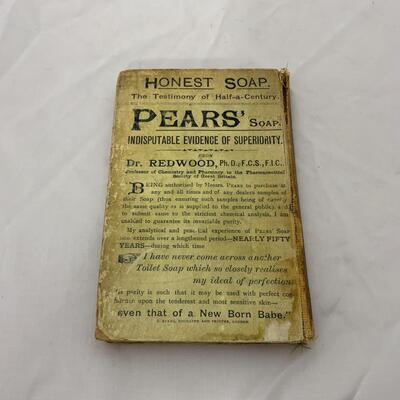 HONEST SOAP.
The Testimony of Half-a-Century.
PEARS' SOAP.
INDISPUTABLE EVIDENCE OF SUPERIORITY.
FROM
Dr. REDWOOD, Ph.D., F.C.S., F.I.C.
Professor of Chemistry and Pharmacy to the Pharmaceutical
Society of Great Britain.
BEING authorised by Messrs. PEARS to purchase at
any and all times and of any dealers samples of
their Soap (thus ensuring such samples being of
the same quality as is supplied to the general public), and
to submit same to the strictest chemical analysis, I am
enabled to guarantee its invariable purity.
My analytical and practical experience of PEARS' SOAP
now extends over a lengthened period—NEARLY FIFTY
YEARS—during which time
I have never come across another
Toilet Soap which so closely realises
my ideal of perfection
its purity is such that it may be used with perfect con-
fidence upon the tenderest and most sensitive skin—
even that of a New Born Babe."